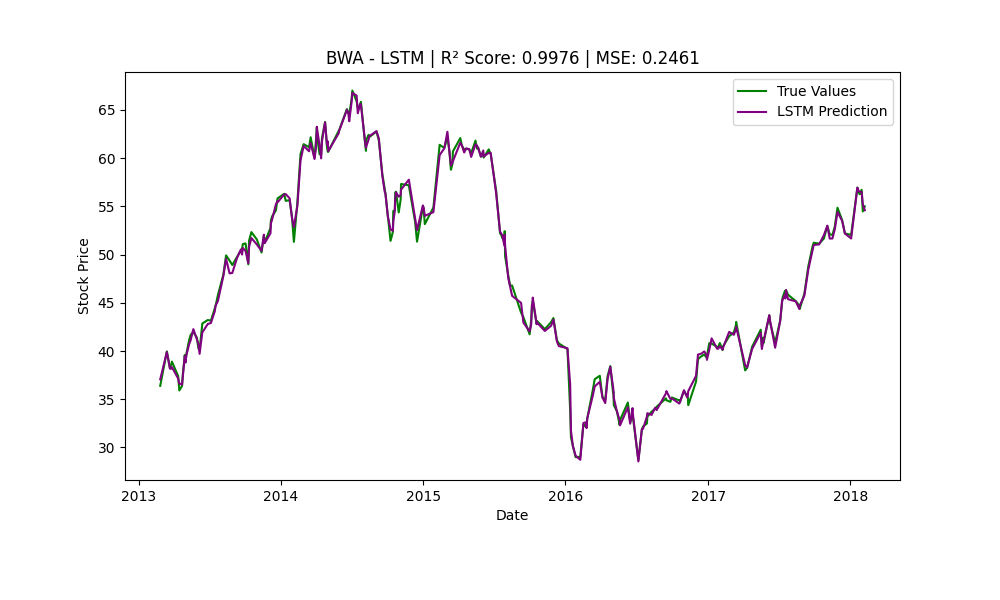 BWA - LSTM | R² Score: 0.9976 | MSE: 0.2461
True Values
LSTM Prediction
Stock Price
65
60
55
50
45
40
35
30
2013 2014 2015 2016 2017 2018
Date